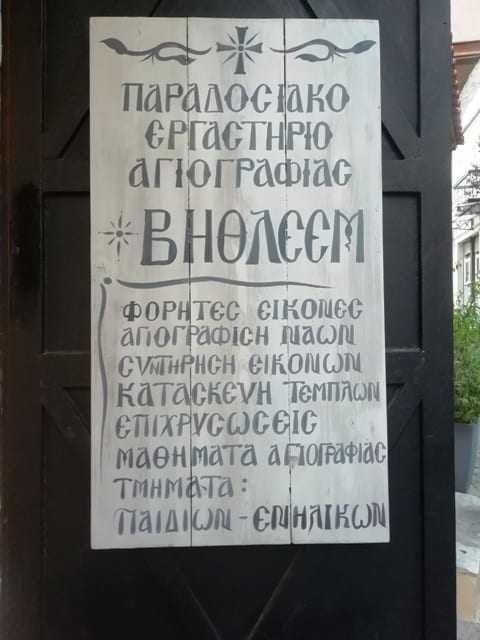 ΠΑΡΑΔΟΣΙΑΚΟ
ΕΡΓΑΣΤΗΡΙΟ
ΑΓΙΟΓΡΑΦΙΑΣ
ΒΗΘΛΕΕΜ
ΦΟΡΗΤΕΣ ΕΙΚΟΝΕΣ
ΑΓΙΟΓΡΑΦΙΣΗ ΝΑΩΝ
ΣΥΝΤΗΡΗΣΗ ΕΙΚΟΝΩΝ
ΚΑΤΑΣΚΕΥΗ ΤΕΜΠΛΩΝ
ΕΠΙΧΡΥΣΩΣΕΙΣ
ΜΑΘΗΜΑΤΑ ΑΓΙΟΓΡΑΦΙΑΣ
ΤΜΗΜΑΤΑ:
ΠΑΙΔΙΩΝ - ΕΝΗΛΙΚΩΝ